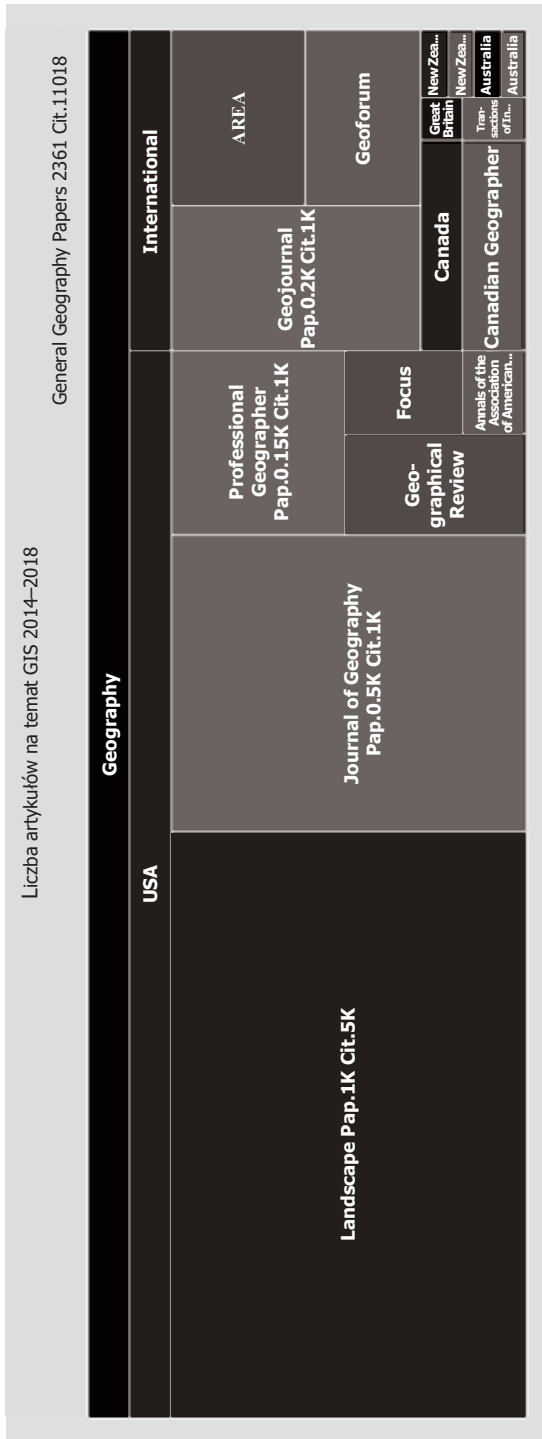 Liczba artykułów na temat GIS 2014–2018
General Geography Papers 2361 Cit.11018
Geography
USA
International
Landscape Pap.1K Cit.5K
Journal of Geography
Pap.0.5K Cit.1K
Professional
Geographer
Pap.0.15K Cit.1K
Geo-
graphical
Review
Focus
Annals of the
Association
of American...
Geojournal
Pap.0.2K Cit.1K
AREA
Geoforum
Canada
Canadian Geographer
Great
Britain
Tran-
sactions
of In...
New Zea...
New Zea...
Australia
Australia